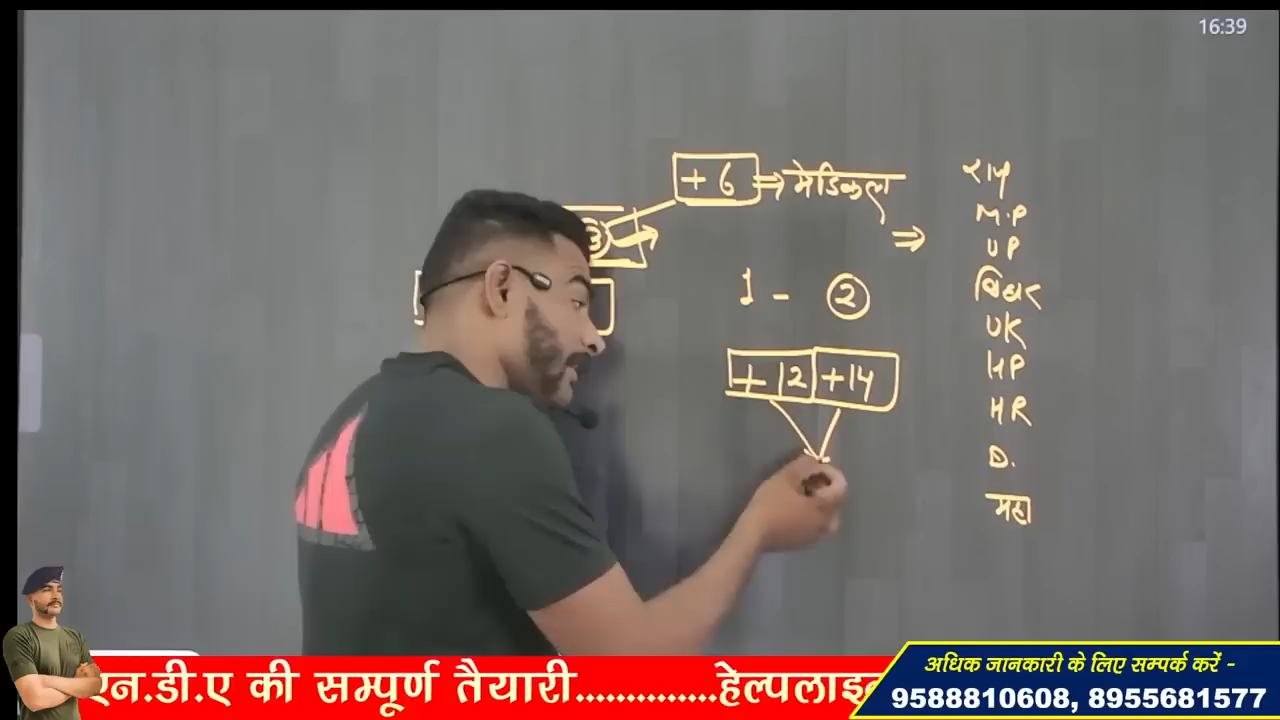 16:39
+ 6 ⇒ मेडिकल
③
⇒
1 - ②
+ 12 +14
राज
M.P
UP
बिहार
UK
HP
HR
D.
महा
एन.डी.ए की सम्पूर्ण तैयारी.............हेल्पलाइन
अधिक जानकारी के लिए सम्पर्क करें -
9588810608, 8955681577